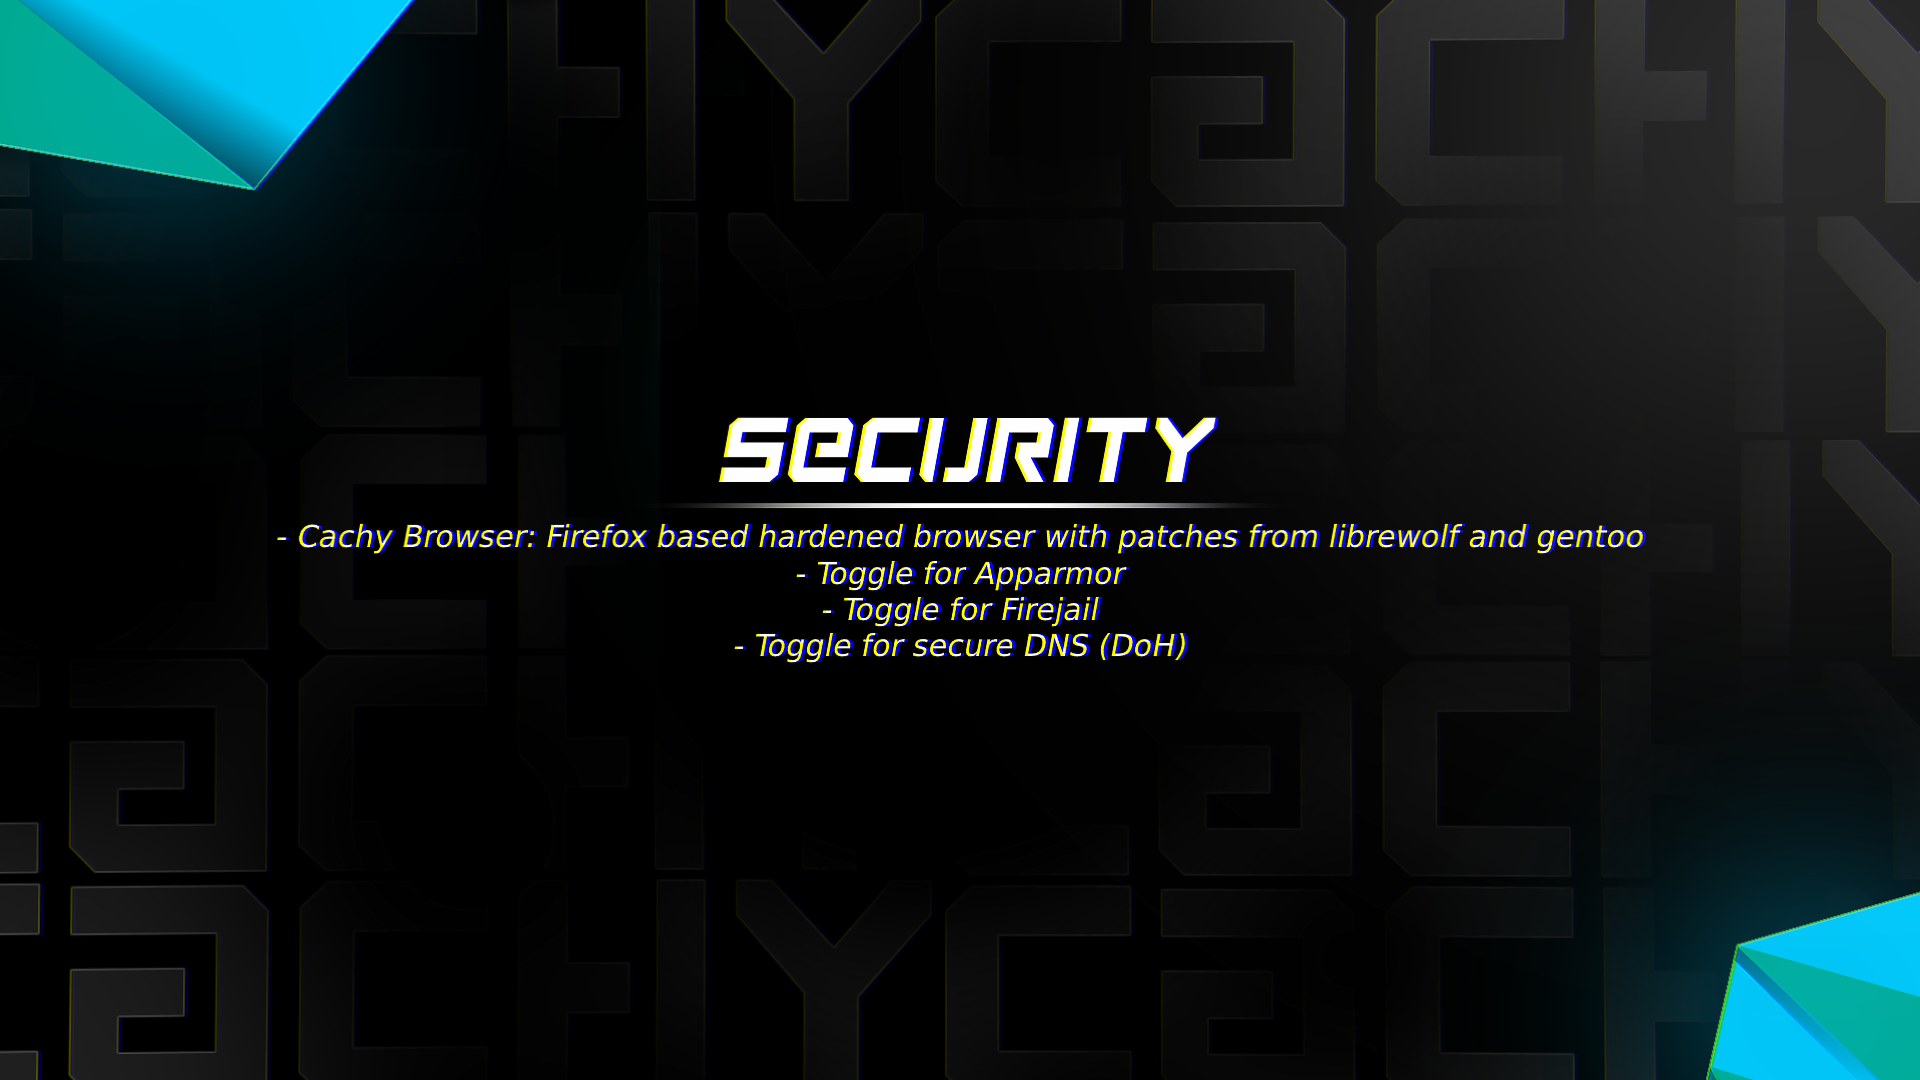 SECURITY
- Cachy Browser: Firefox based hardened browser with patches from librewolf and gentoo
- Toggle for Apparmor
- Toggle for Firejail
- Toggle for secure DNS (DoH)